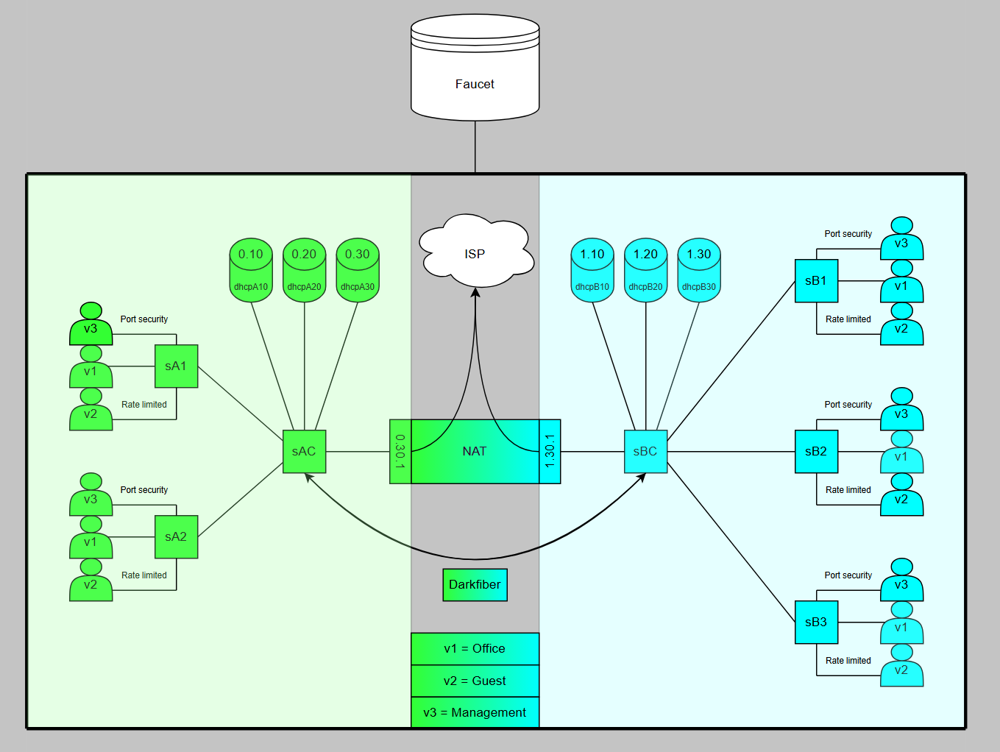 Faucet
ISP
0.10
dhcpA10
0.20
dhcpA20
0.30
dhcpA30
v3
Port security
v1
sA1
v2
Rate limited
v3
Port security
v1
sA2
v2
Rate limited
sAC
0.30.1
NAT
1.30.1
sBC
1.10
dhcpB10
1.20
dhcpB20
1.30
dhcpB30
Port security
v3
sB1
v1
Rate limited
v2
Port security
v3
sB2
v1
Rate limited
v2
Port security
v3
sB3
v1
Rate limited
v2
Darkfiber
v1 = Office
v2 = Guest
v3 = Management